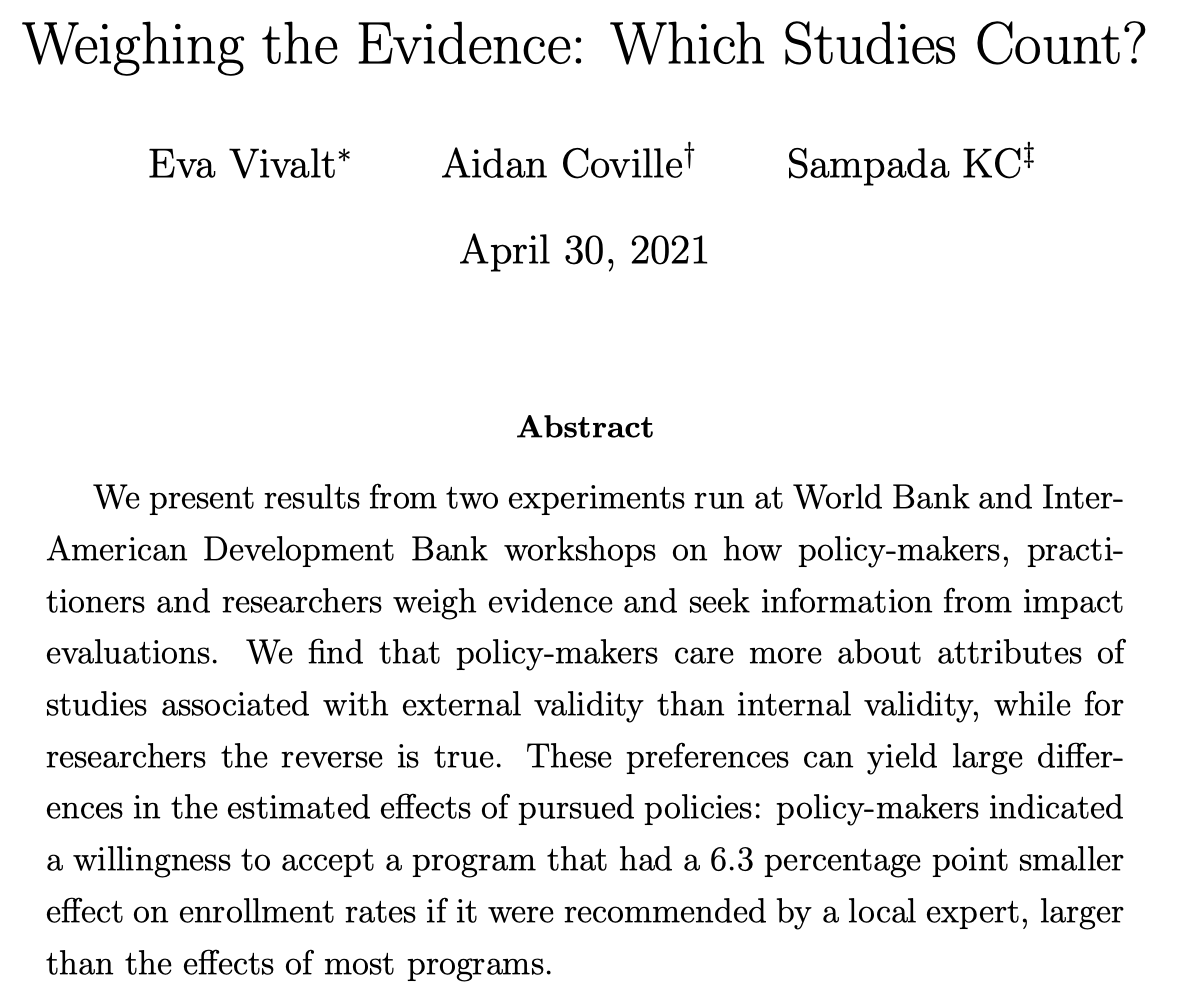 Weighing the Evidence: Which Studies Count?
Eva Vivalt* Aidan Coville† Sampada KC‡
April 30, 2021
Abstract
We present results from two experiments run at World Bank and Inter-
American Development Bank workshops on how policy-makers, practi-
tioners and researchers weigh evidence and seek information from impact
evaluations. We find that policy-makers care more about attributes of
studies associated with external validity than internal validity, while for
researchers the reverse is true. These preferences can yield large differ-
ences in the estimated effects of pursued policies: policy-makers indicated
a willingness to accept a program that had a 6.3 percentage point smaller
effect on enrollment rates if it were recommended by a local expert, larger
than the effects of most programs.